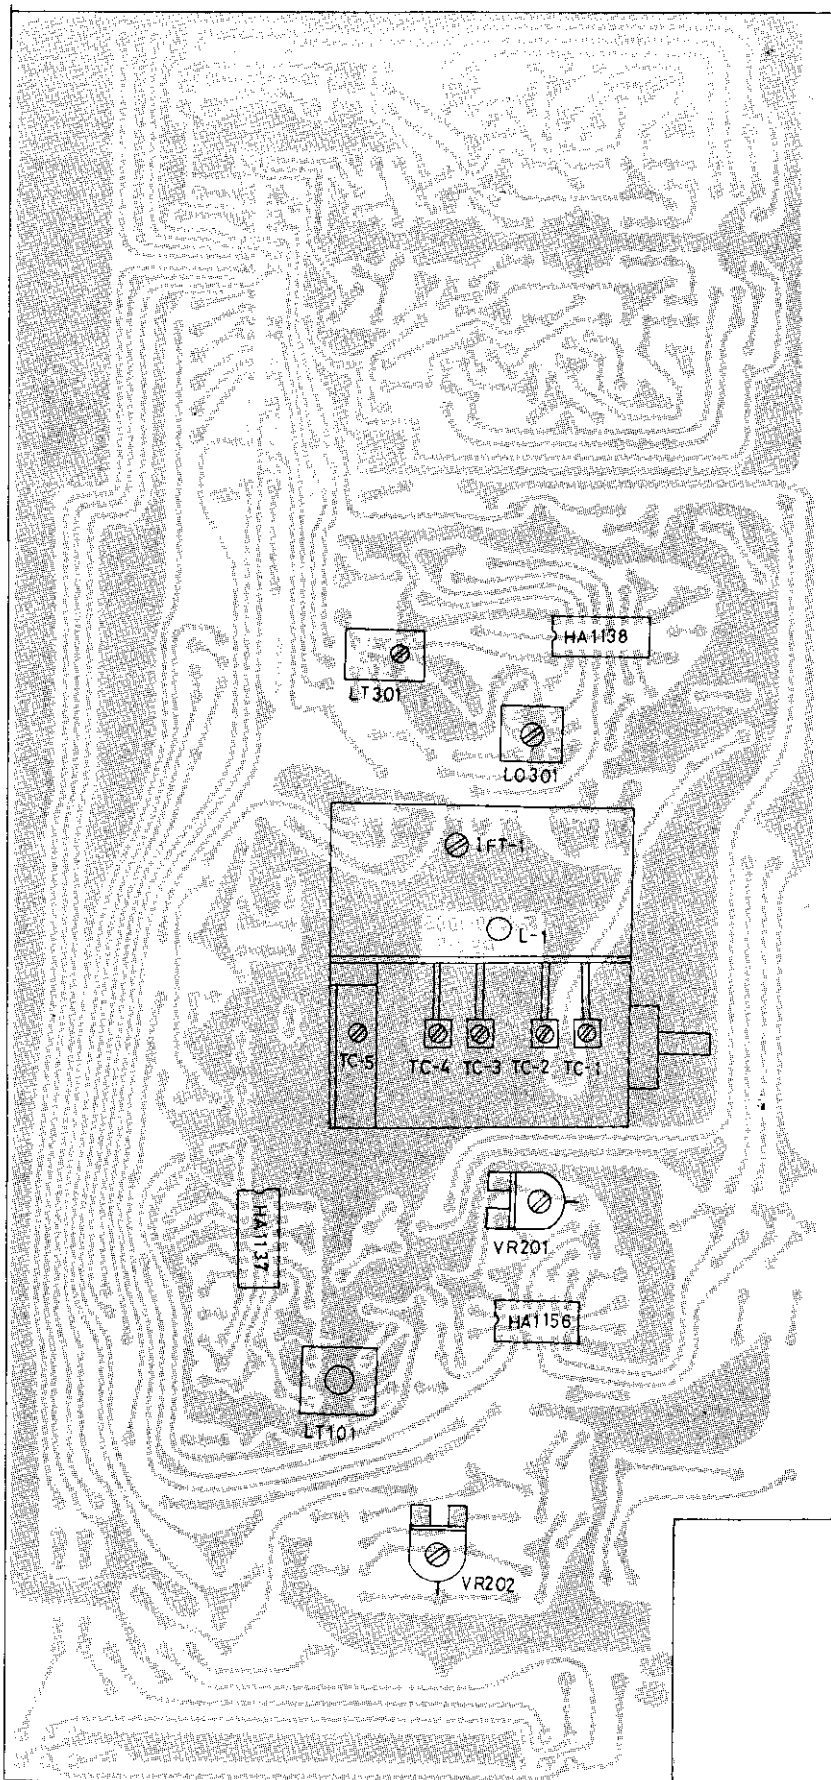 HA1138
LT301
LO301
IFT-1
L-1
TC-5 TC-4 TC-3 TC-2 TC-1
VR201
HA1137
HA1156
LT101
VR202